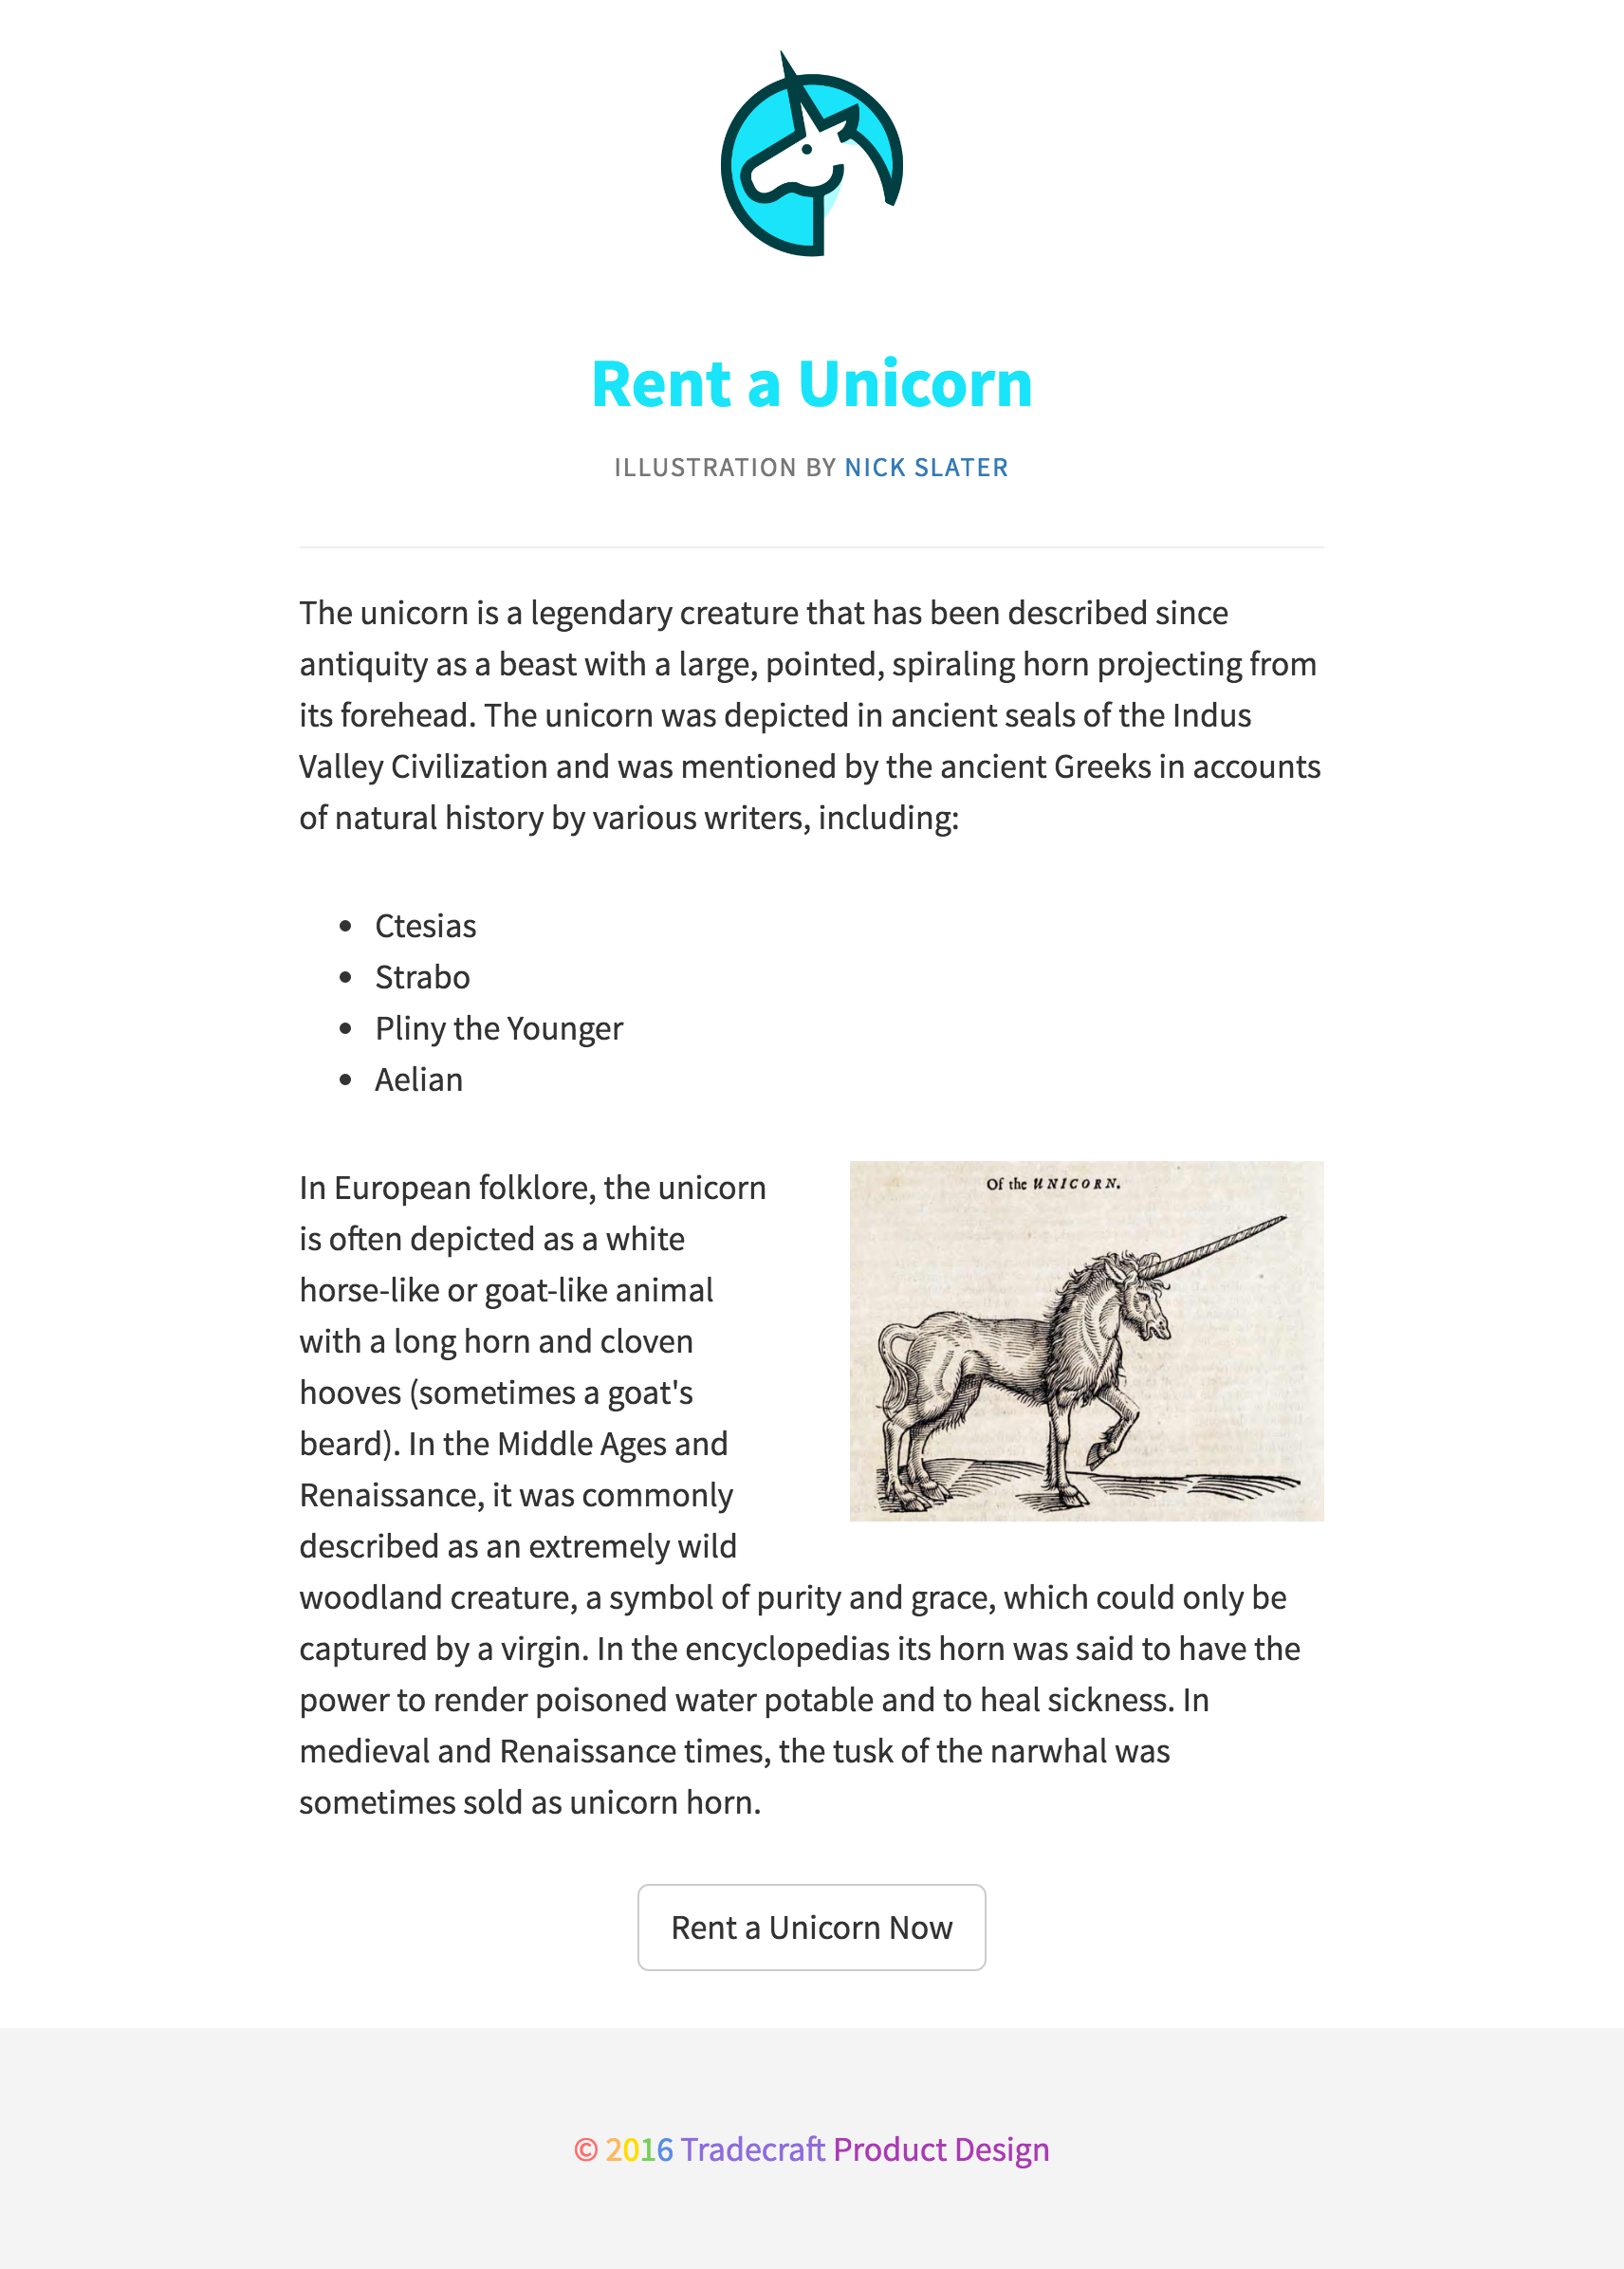 Rent a Unicorn
ILLUSTRATION BY NICK SLATER
The unicorn is a legendary creature that has been described since
antiquity as a beast with a large, pointed, spiraling horn projecting from
its forehead. The unicorn was depicted in ancient seals of the Indus
Valley Civilization and was mentioned by the ancient Greeks in accounts
of natural history by various writers, including:
• Ctesias
• Strabo
• Pliny the Younger
• Aelian
Of the UNICORN.
In European folklore, the unicorn
is often depicted as a white
horse-like or goat-like animal
with a long horn and cloven
hooves (sometimes a goat's
beard). In the Middle Ages and
Renaissance, it was commonly
described as an extremely wild
woodland creature, a symbol of purity and grace, which could only be
captured by a virgin. In the encyclopedias its horn was said to have the
power to render poisoned water potable and to heal sickness. In
medieval and Renaissance times, the tusk of the narwhal was
sometimes sold as unicorn horn.
Rent a Unicorn Now
© 2016 Tradecraft Product Design